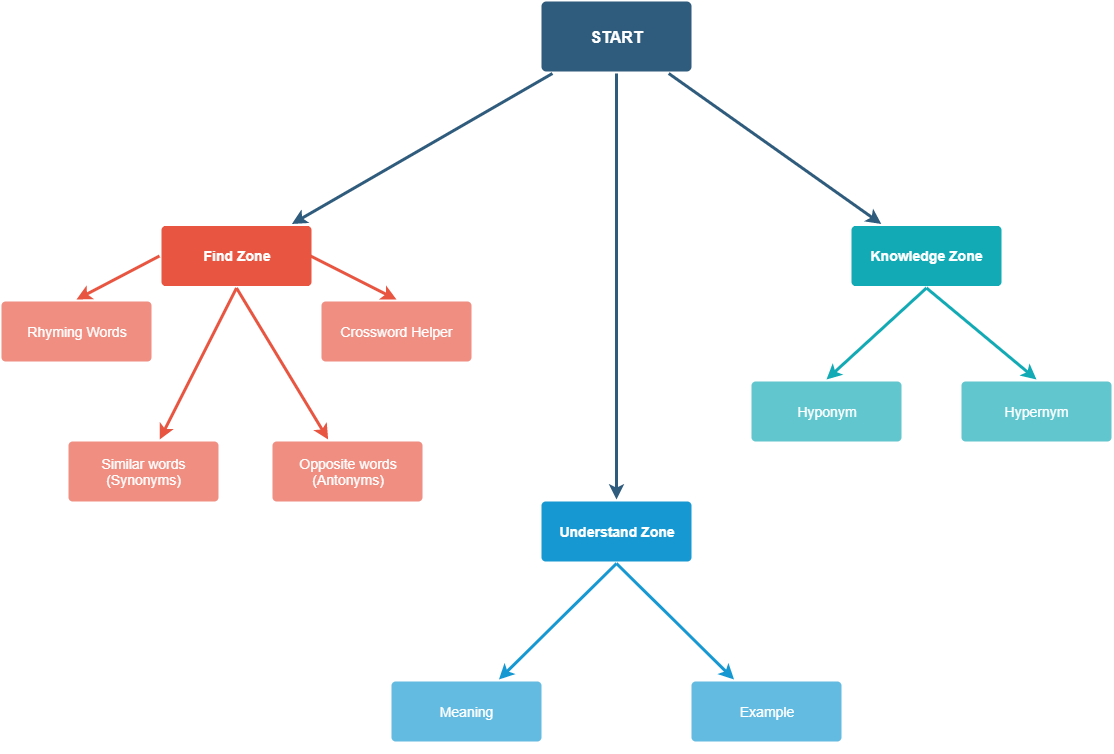 START
Find Zone
Knowledge Zone
Rhyming Words
Crossword Helper
Hyponym
Hypernym
Similar words
(Synonyms)
Opposite words
(Antonyms)
Understand Zone
Meaning
Example